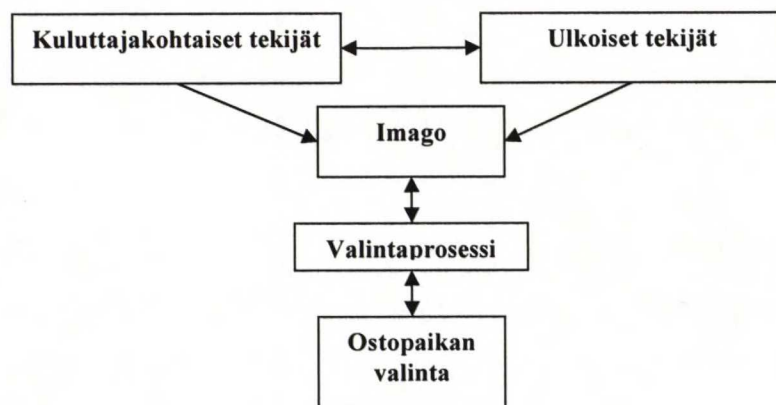 Kuluttajakohtaiset tekijät
Ulkoiset tekijät
Imago
Valintaprosessi
Ostopaikan
valinta